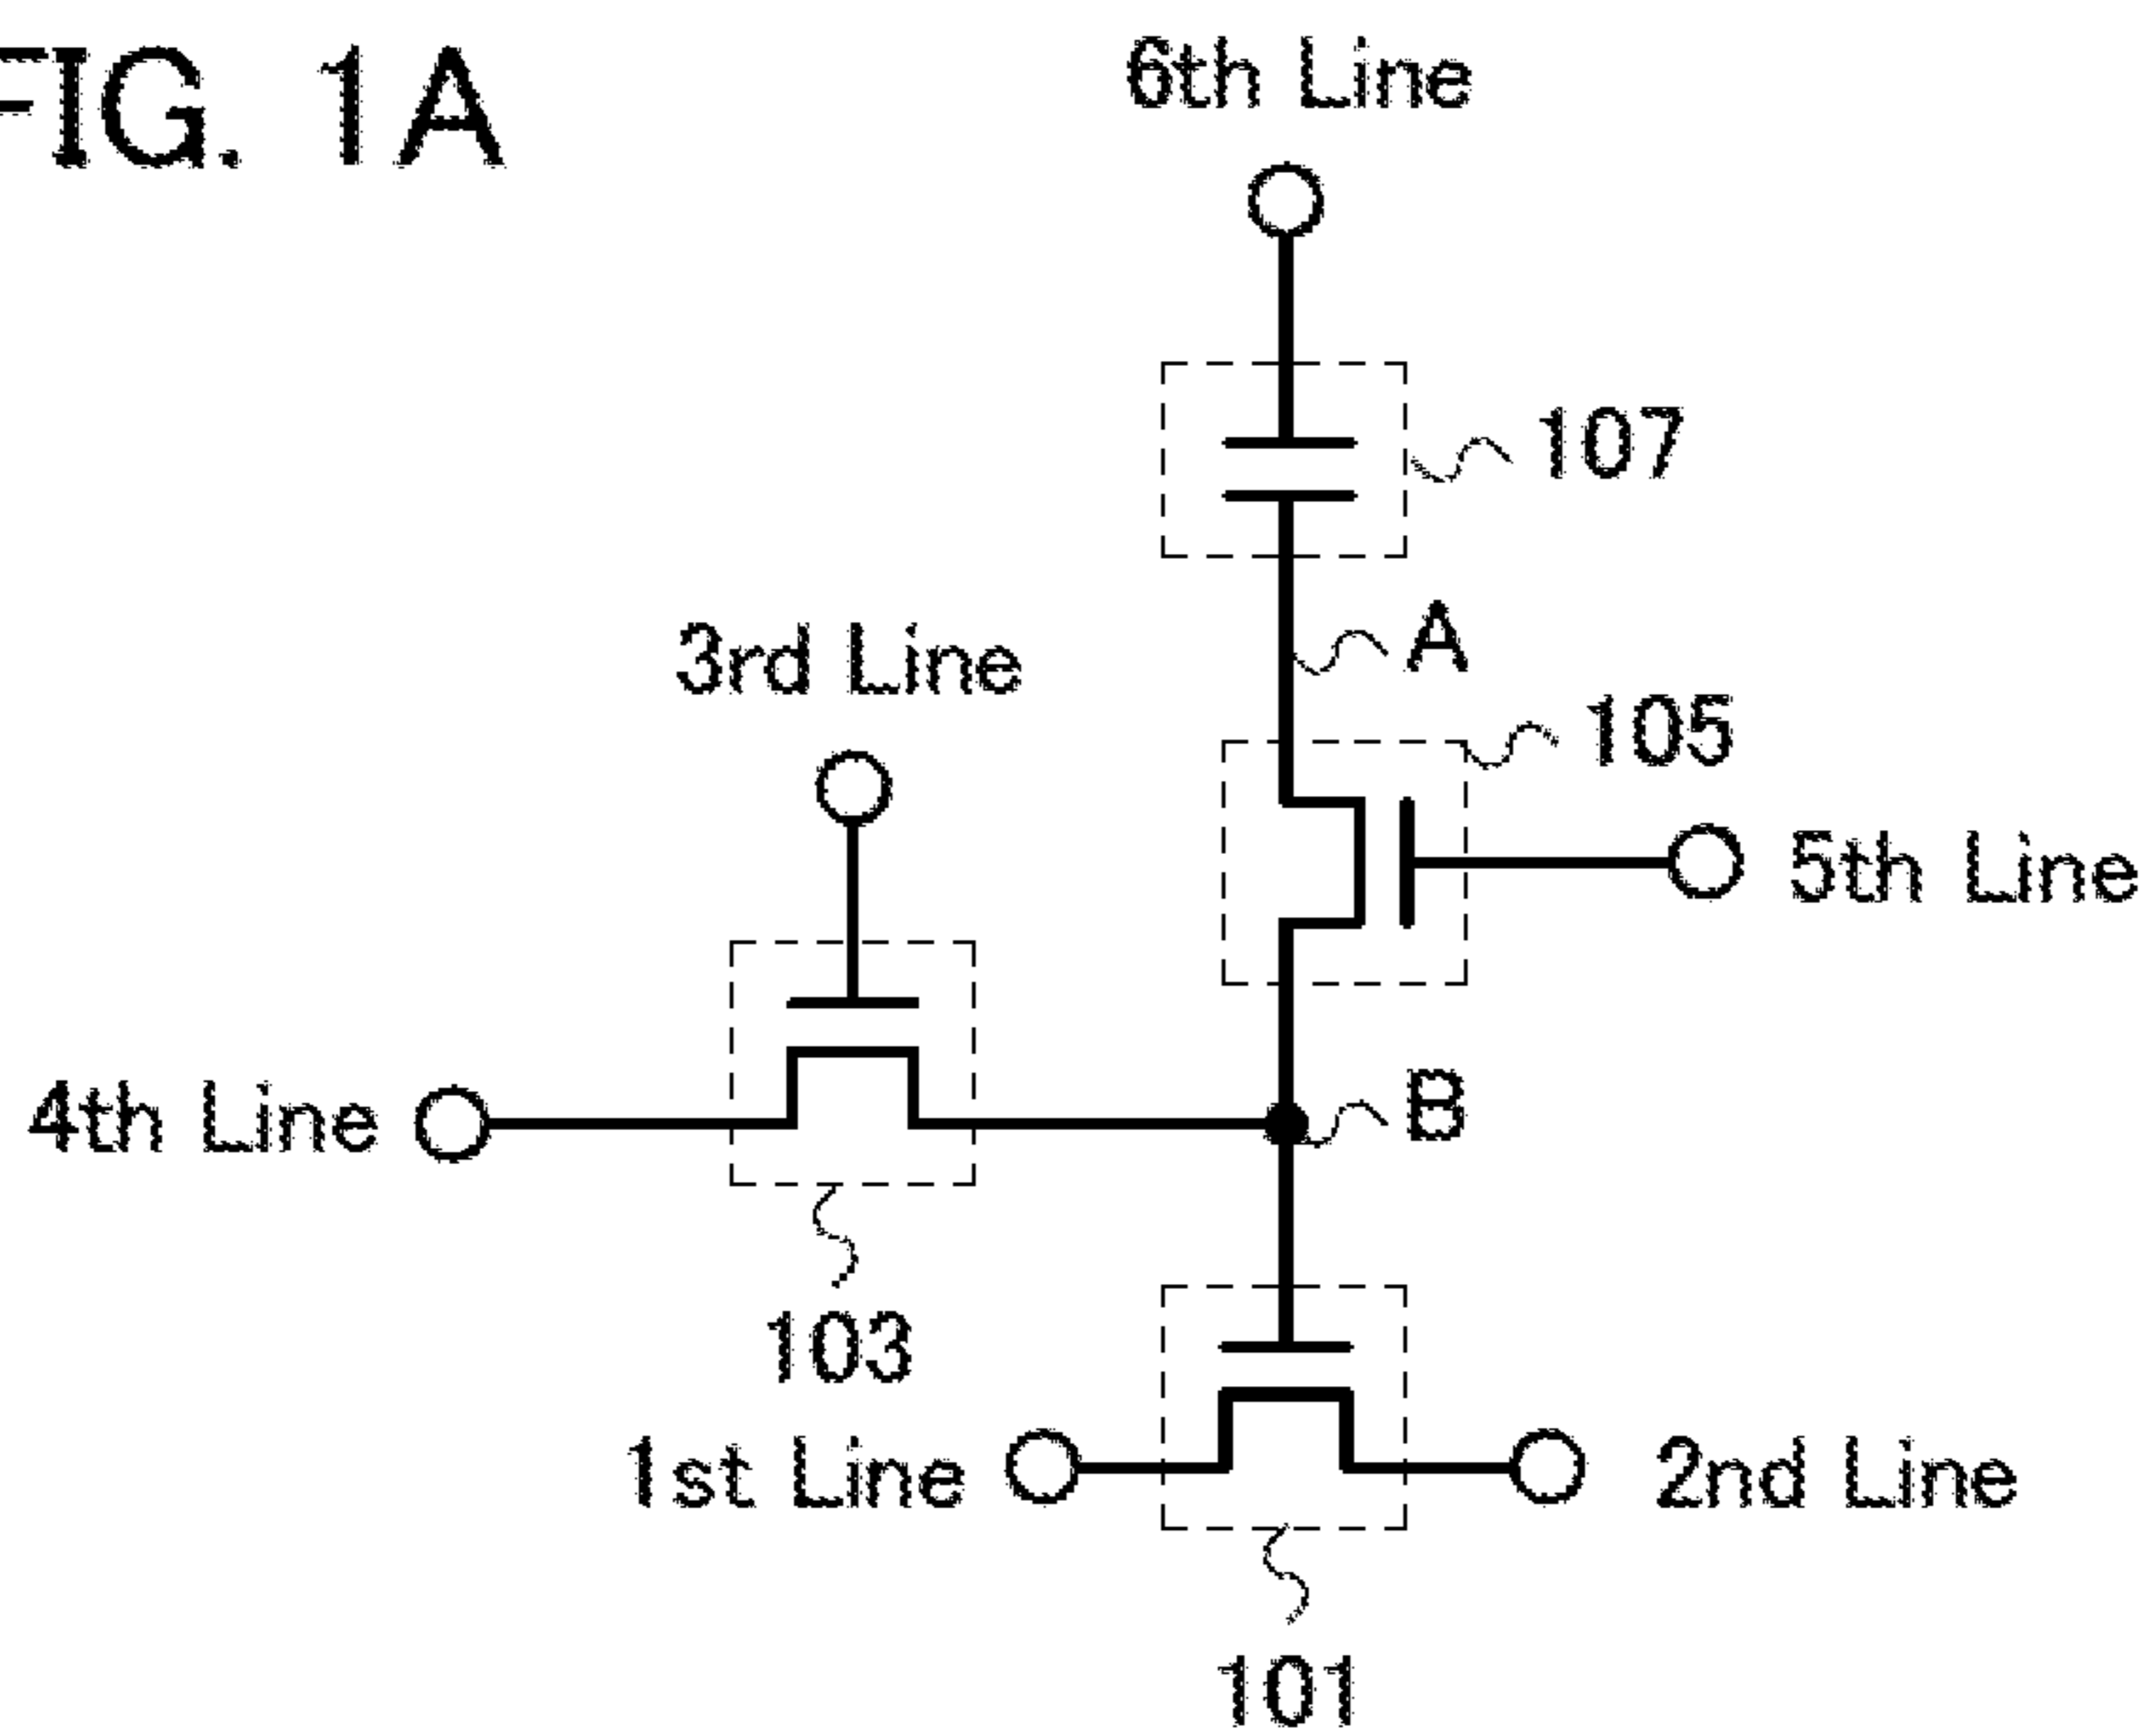 FIG. 1A
6th Line
107
A
3rd Line
105
5th Line
4th Line
B
103
1st Line
2nd Line
101